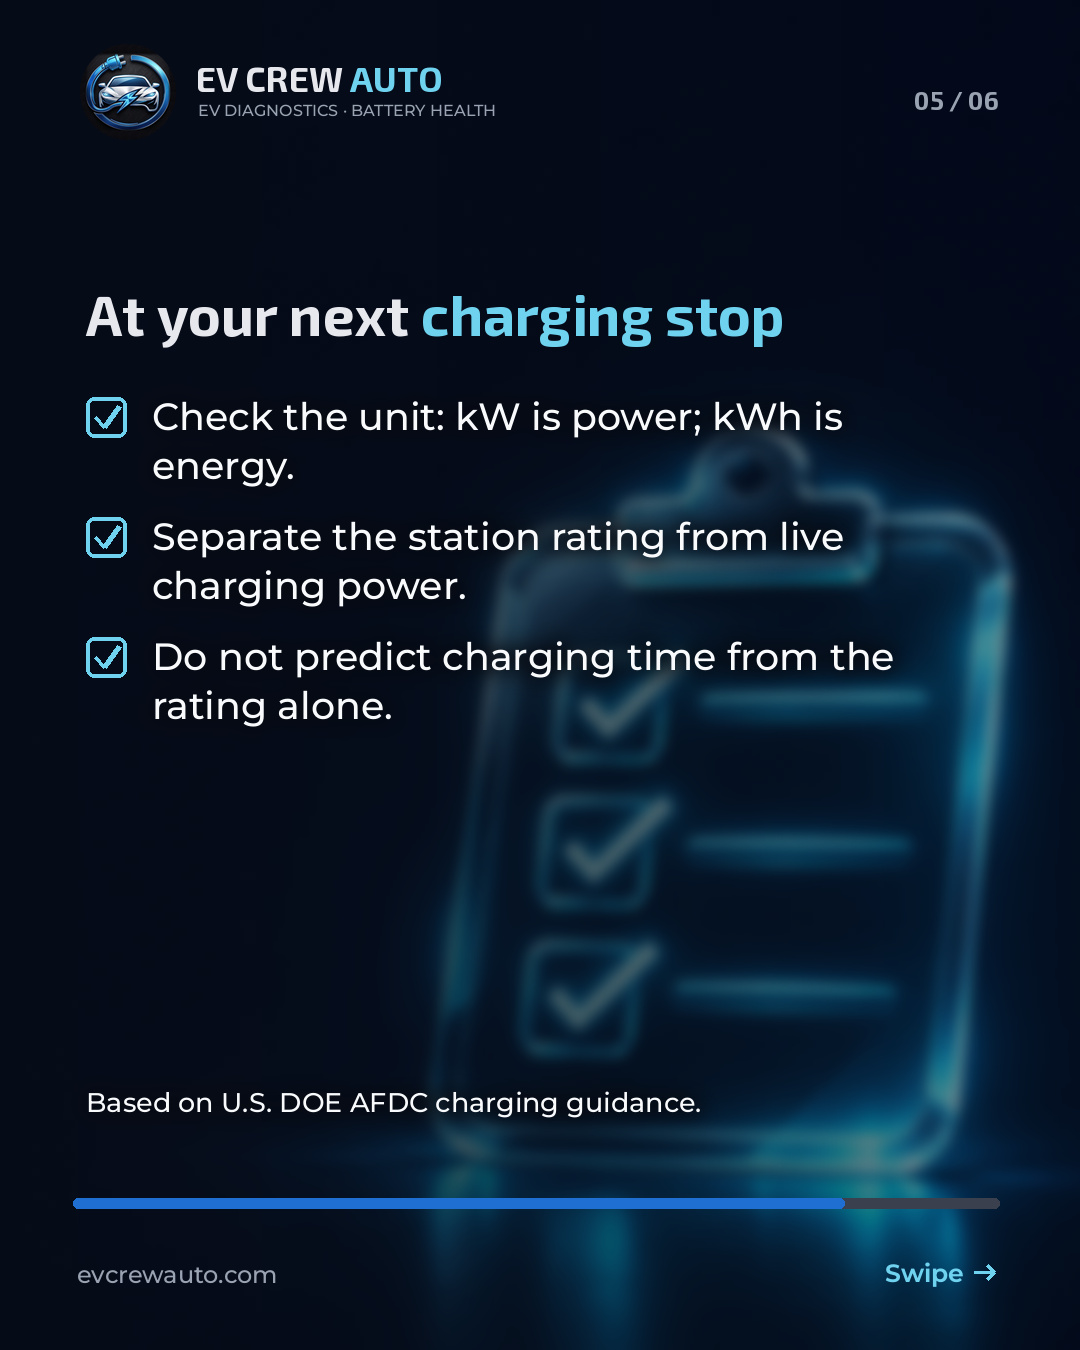 EV CREW AUTO
EV DIAGNOSTICS · BATTERY HEALTH
05 / 06
At your next charging stop
Check the unit: kW is power; kWh is
energy.
Separate the station rating from live
charging power.
Do not predict charging time from the
rating alone.
Based on U.S. DOE AFDC charging guidance.
evcrewauto.com
Swipe →